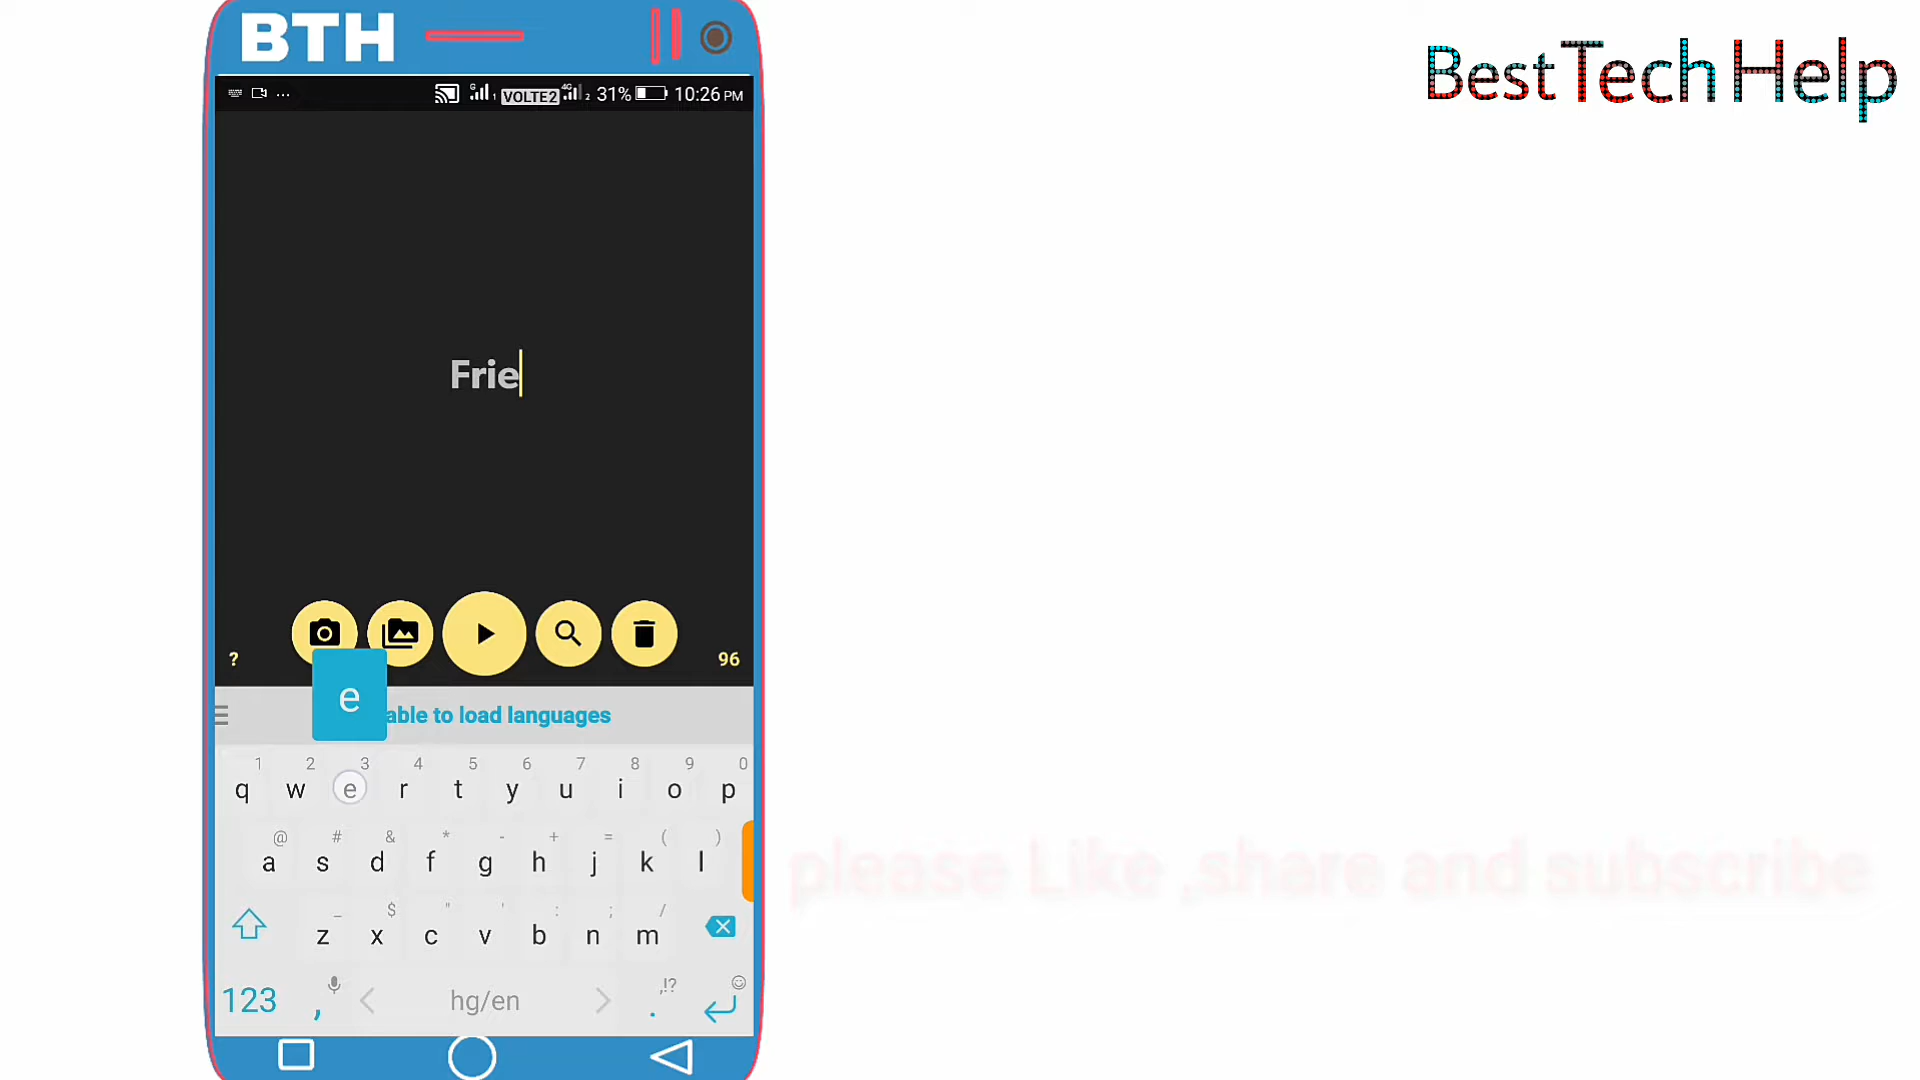 BTH
BestTechHelp
VOLTE2 31% 10:26 PM
Frie
? 96
e
able to load languages
1 2 3 4 5 6 7 8 9 0
q w e r t y u i o p
@ # & * - + = ( )
a s d f g h j k l
please Like ,share and subscribe
_ $ " ' : ; /
z x c v b n m
,!?
123 , < hg/en > .